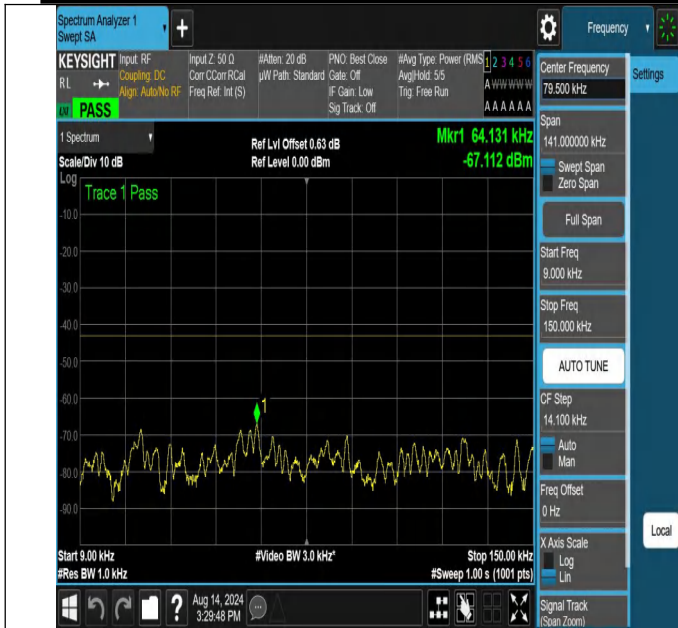 Spectrum Analyzer 1
Swept SA
Frequency
KEYSIGHT
RL
PASS
Input: RF
Coupling: DC
Align: Auto/No RF
Input Z: 50 Ω
Corr CCorr RCal
Freq Ref: Int (S)
#Atten: 20 dB
µW Path: Standard
PNO: Best Close
Gate: Off
IF Gain: Low
Sig Track: Off
#Avg Type: Power (RMS
Avg|Hold: 5/5
Trig: Free Run
1 2 3 4 5 6
A W W W W W
A A A A A A
1 Spectrum
Scale/Div 10 dB
Ref Lvl Offset 0.63 dB
Ref Level 0.00 dBm
Mkr1 64.131 kHz
-67.112 dBm
Log
Trace 1 Pass
-10.0
-20.0
-30.0
-40.0
-50.0
-60.0
-70.0
-80.0
-90.0
1
Start 9.00 kHz
#Res BW 1.0 kHz
#Video BW 3.0 kHz*
Stop 150.00 kHz
#Sweep 1.00 s (1001 pts)
?
Aug 14, 2024
3:29:48 PM
Center Frequency
79.500 kHz
Settings
Span
141.000000 kHz
Swept Span
Zero Span
Full Span
Start Freq
9.000 kHz
Stop Freq
150.000 kHz
AUTO TUNE
CF Step
14.100 kHz
Auto
Man
Freq Offset
0 Hz
Local
X Axis Scale
Log
Lin
Signal Track
(Span Zoom)